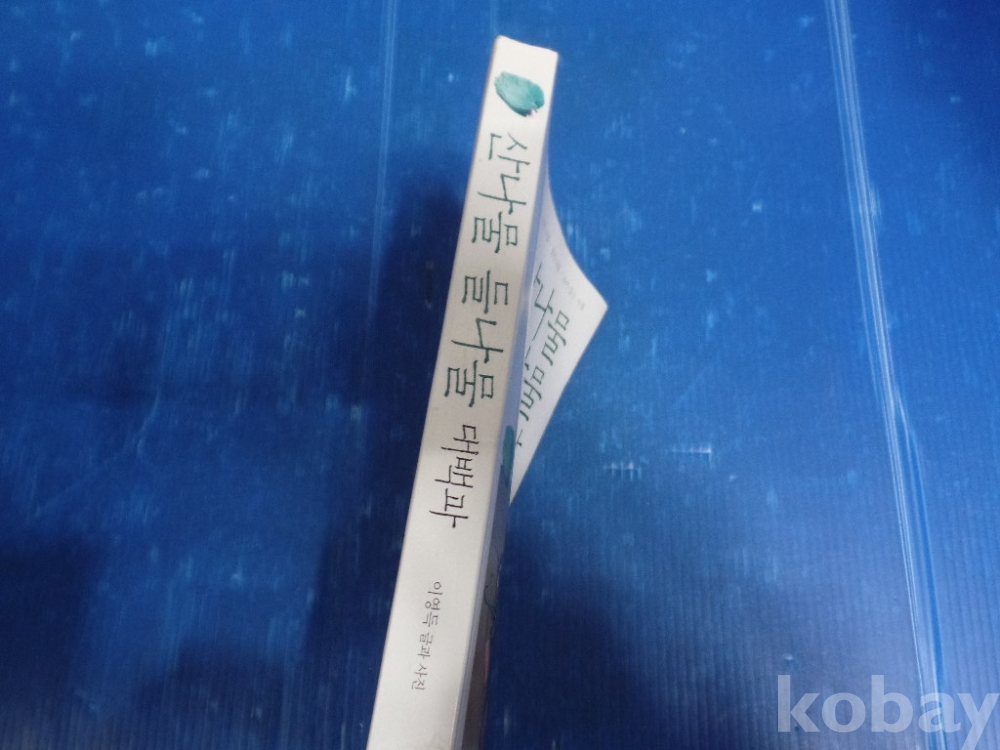 산나물 들나물 대백과
이영득 글과 사진
kobay